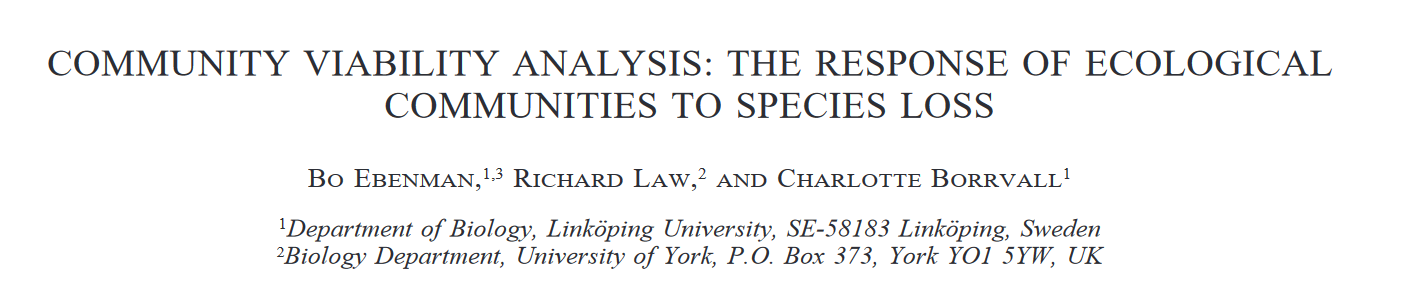 COMMUNITY VIABILITY ANALYSIS: THE RESPONSE OF ECOLOGICAL
COMMUNITIES TO SPECIES LOSS
BO EBENMAN,1,3 RICHARD LAW,2 AND CHARLOTTE BORRVALL1
1Department of Biology, Linköping University, SE-58183 Linköping, Sweden
2Biology Department, University of York, P.O. Box 373, York YO1 5YW, UK